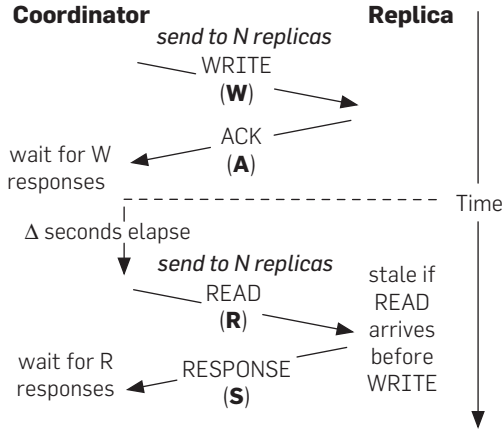 Coordinator Replica
send to N replicas
WRITE
(W)
ACK
(A)
wait for W
responses
Time
Δ seconds elapse
send to N replicas
READ
(R)
stale if
READ
arrives
before
WRITE
RESPONSE
(S)
wait for R
responses